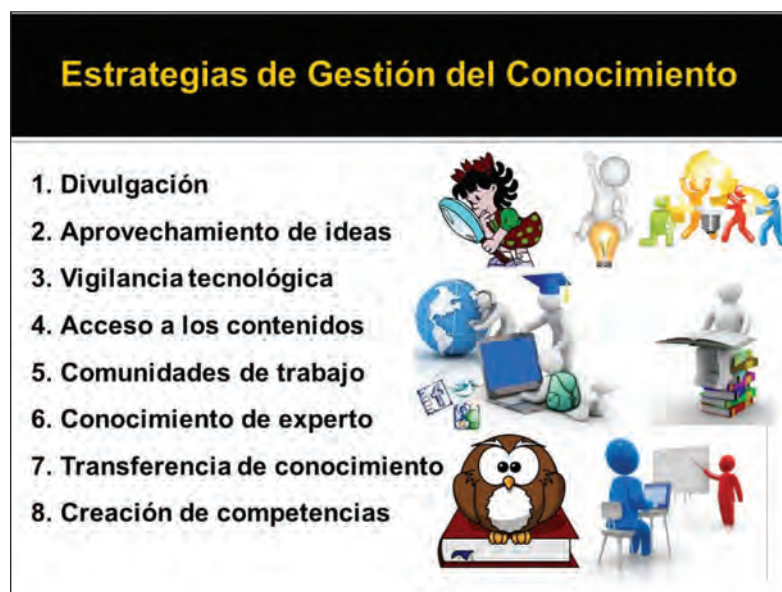 Estrategias de Gestión del Conocimiento
1. Divulgación
2. Aprovechamiento de ideas
3. Vigilancia tecnológica
4. Acceso a los contenidos
5. Comunidades de trabajo
6. Conocimiento de experto
7. Transferencia de conocimiento
8. Creación de competencias